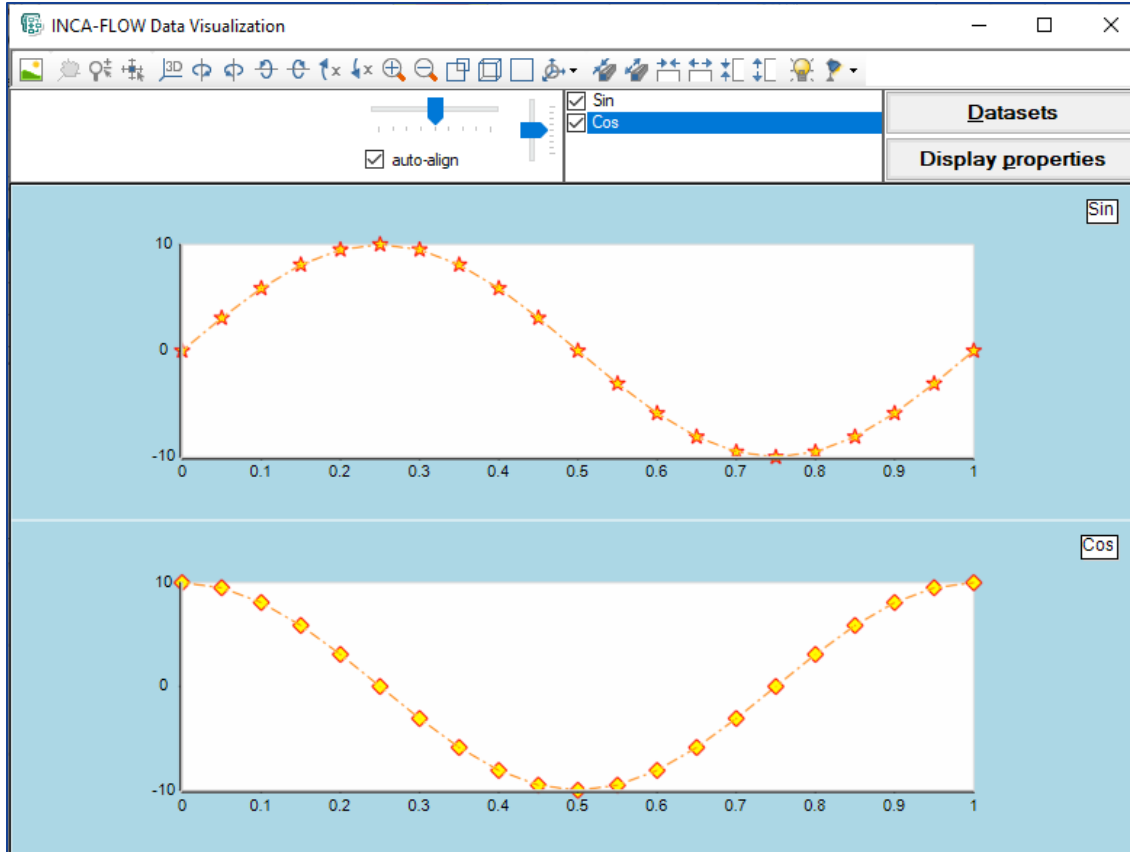 INCA-FLOW Data Visualization
3D
x x
auto-align
Sin
Cos
Datasets
Display properties
Sin
10
0
-10
0 0.1 0.2 0.3 0.4 0.5 0.6 0.7 0.8 0.9 1
Cos
10
0
-10
0 0.1 0.2 0.3 0.4 0.5 0.6 0.7 0.8 0.9 1